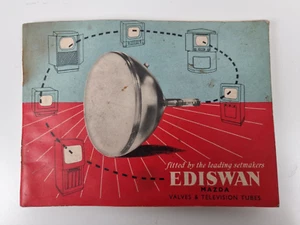 fitted by the leading setmakers
EDISWAN
MAZDA
VALVES & TELEVISION TUBES